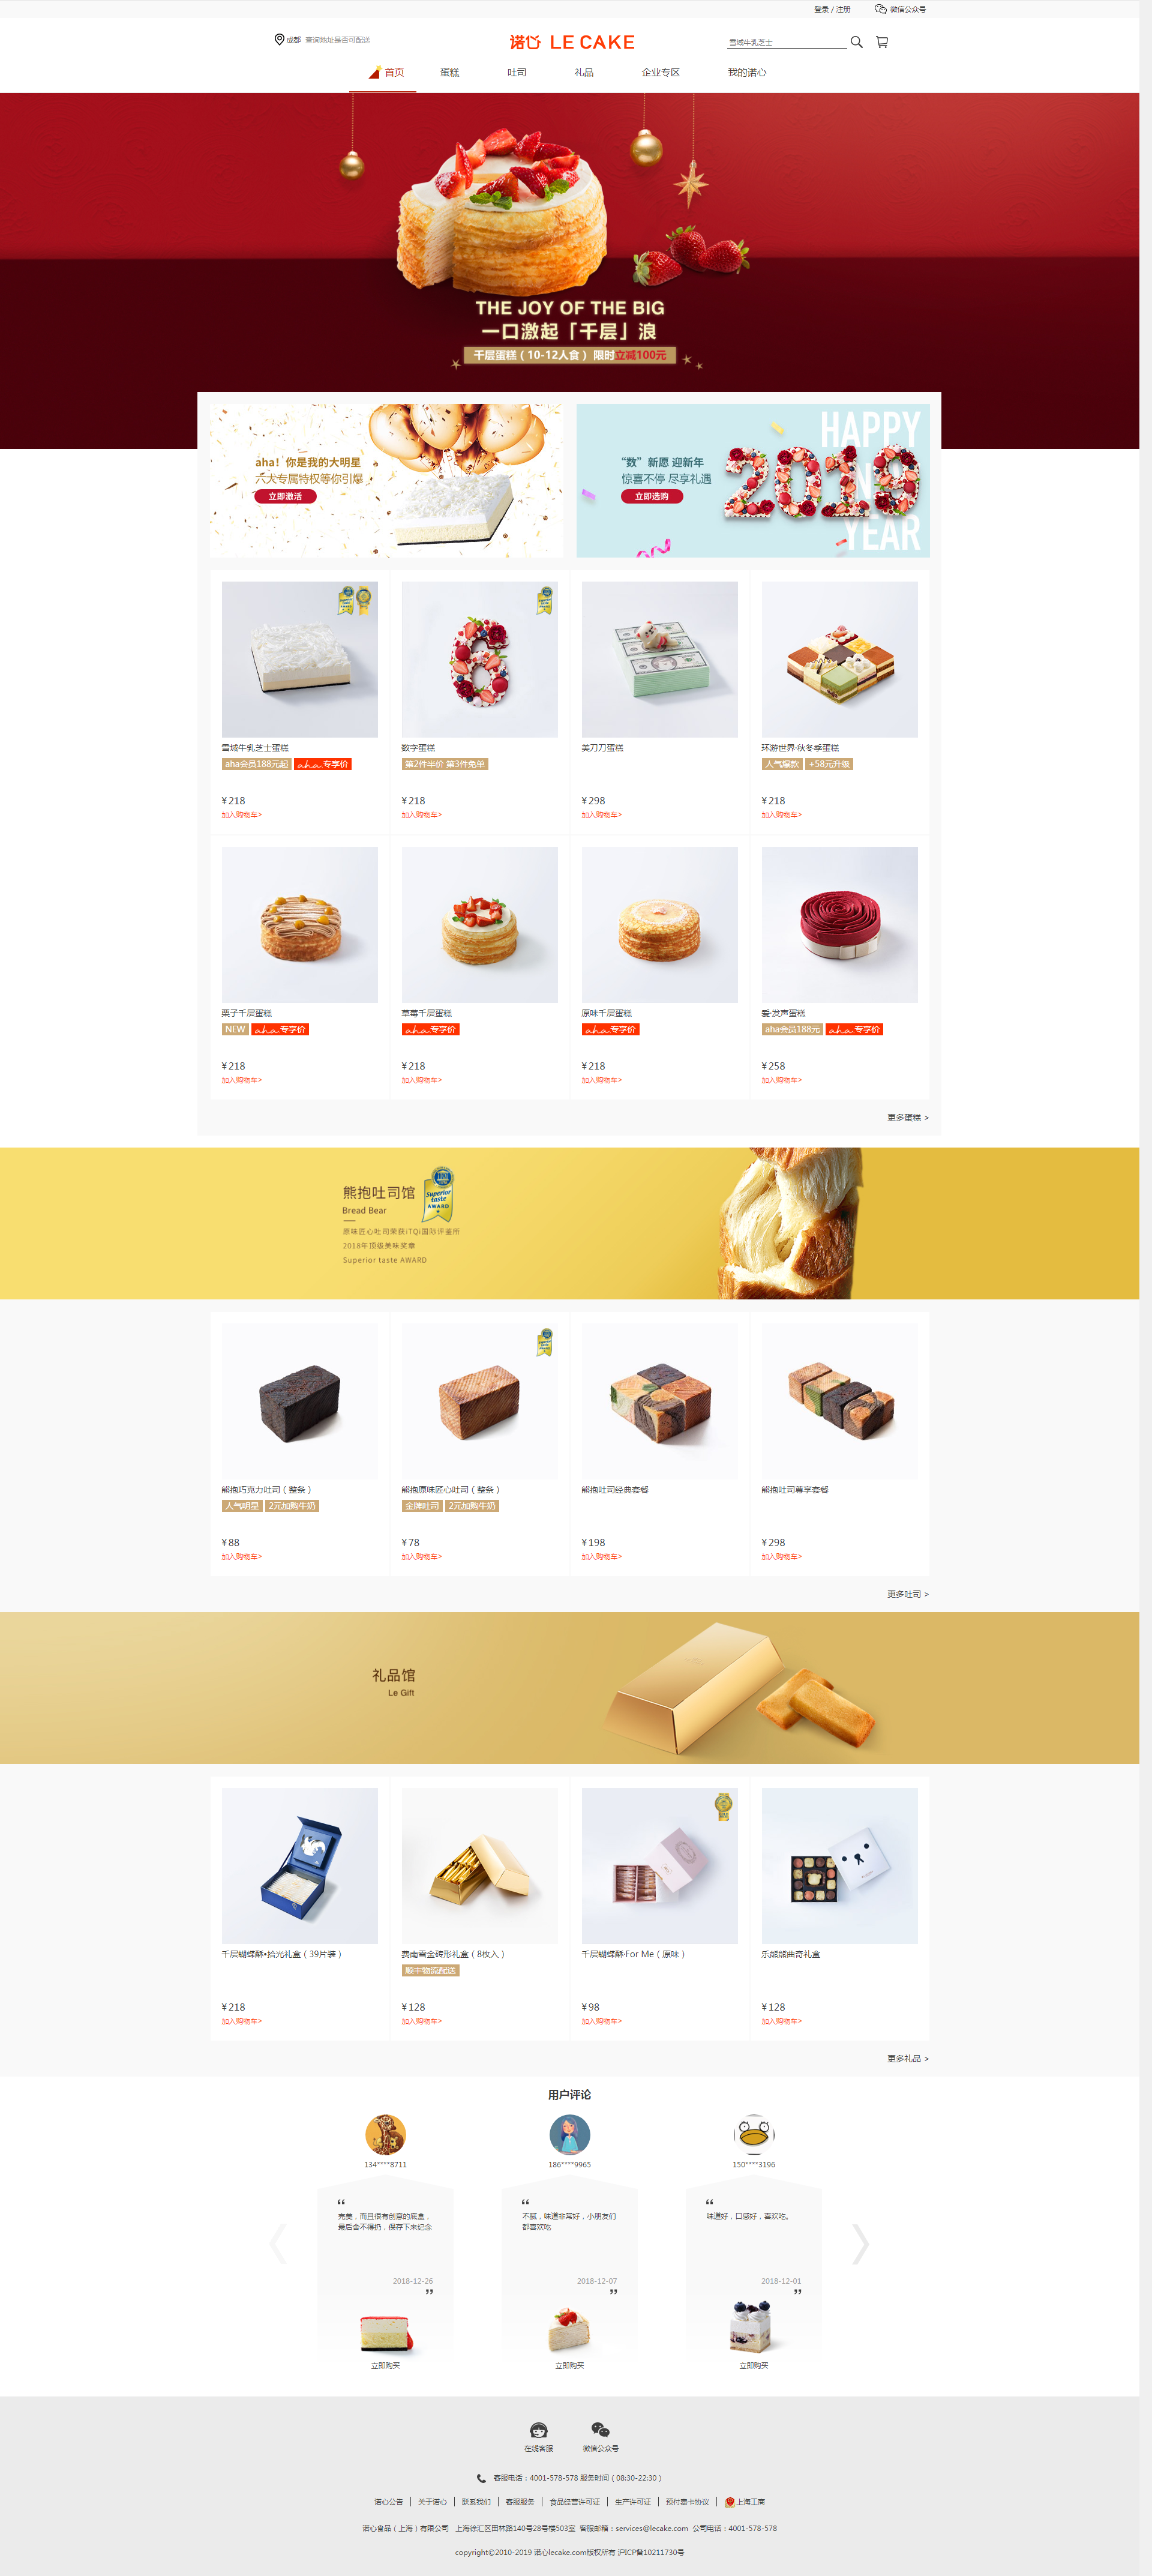 登录 / 注册
微信公众号
成都 查询地址是否可配送
诺心 LE CAKE
雪域牛乳芝士
首页
蛋糕
吐司
礼品
企业专区
我的诺心
THE JOY OF THE BIG
一口激起「千层」浪
千层蛋糕（10-12人食） 限时立减100元
aha！你是我的大明星
六大专属特权等你引爆
立即激活
HAPPY
YEAR
2019
“数”新愿 迎新年
惊喜不停 尽享礼遇
立即选购
雪域牛乳芝士蛋糕
aha会员188元起 aha 专享价
¥218
加入购物车>
数字蛋糕
第2件半价 第3件免单
¥218
加入购物车>
美刀刀蛋糕
¥298
加入购物车>
环游世界·秋冬季蛋糕
人气爆款 +58元升级
¥218
加入购物车>
栗子千层蛋糕
NEW aha 专享价
¥218
加入购物车>
草莓千层蛋糕
aha 专享价
¥218
加入购物车>
原味千层蛋糕
aha 专享价
¥218
加入购物车>
爱·发声蛋糕
aha会员188元 aha 专享价
¥258
加入购物车>
更多蛋糕 >
熊抱吐司馆
Bread Bear
Superior
taste
AWARD
原味匠心吐司荣获iTQi国际评鉴所
2018年顶级美味奖章
Superior taste AWARD
熊抱巧克力吐司（整条）
人气明星 2元加购牛奶
¥88
加入购物车>
熊抱原味匠心吐司（整条）
金牌吐司 2元加购牛奶
¥78
加入购物车>
熊抱吐司经典套餐
¥198
加入购物车>
熊抱吐司尊享套餐
¥298
加入购物车>
更多吐司 >
礼品馆
Le Gift
千层蝴蝶酥•拾光礼盒（39片装）
¥218
加入购物车>
费南雪金砖形礼盒（8枚入）
顺丰物流配送
¥128
加入购物车>
千层蝴蝶酥·For Me（原味）
¥98
加入购物车>
乐熊熊曲奇礼盒
¥128
加入购物车>
更多礼品 >
用户评论
134****8711
“
完美，而且很有创意的底盒，
最后舍不得扔，保存下来纪念
2018-12-26
”
立即购买
186****9965
“
不腻，味道非常好，小朋友们
都喜欢吃
2018-12-07
”
立即购买
150****3196
“
味道好，口感好，喜欢吃。
2018-12-01
”
立即购买
在线客服
微信公众号
客服电话：4001-578-578 服务时间（08:30-22:30）
诺心公告 | 关于诺心 | 联系我们 | 客服服务 | 食品经营许可证 | 生产许可证 | 预付费卡协议 | 上海工商
诺心食品（上海）有限公司 上海徐汇区田林路140号28号楼503室 客服邮箱：services@lecake.com 公司电话：4001-578-578
copyright©2010-2019 诺心lecake.com版权所有 沪ICP备10211730号